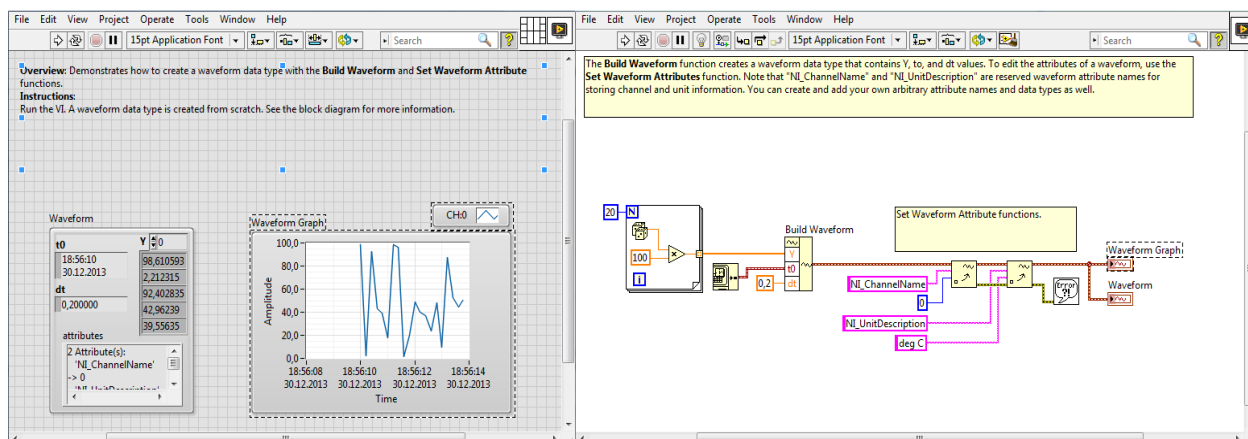 File Edit View Project Operate Tools Window Help
15pt Application Font
Search
Overview: Demonstrates how to create a waveform data type with the Build Waveform and Set Waveform Attribute
functions.
Instructions:
Run the VI. A waveform data type is created from scratch. See the block diagram for more information.
Waveform
t0
18:56:10
30.12.2013
dt
0,200000
Y 0
98,610593
2,212315
92,402835
42,96239
39,55635
attributes
2 Attribute(s):
'NI_ChannelName'
-> 0
'NI_UnitDescription'
Waveform Graph
CH:0
Amplitude
100,0
80,0
60,0
40,0
20,0
0,0
18:56:08 18:56:10 18:56:12 18:56:14
30.12.2013 30.12.2013 30.12.2013 30.12.2013
Time
File Edit View Project Operate Tools Window Help
15pt Application Font
Search
The Build Waveform function creates a waveform data type that contains Y, to, and dt values. To edit the attributes of a waveform, use the
Set Waveform Attributes function. Note that "NI_ChannelName" and "NI_UnitDescription" are reserved waveform attribute names for
storing channel and unit information. You can create and add your own arbitrary attribute names and data types as well.
20 N
100
i
Build Waveform
Y
t0
dt
0,2
Set Waveform Attribute functions.
NI_ChannelName
0
NI_UnitDescription
deg C
Error
?!
Waveform Graph
Waveform